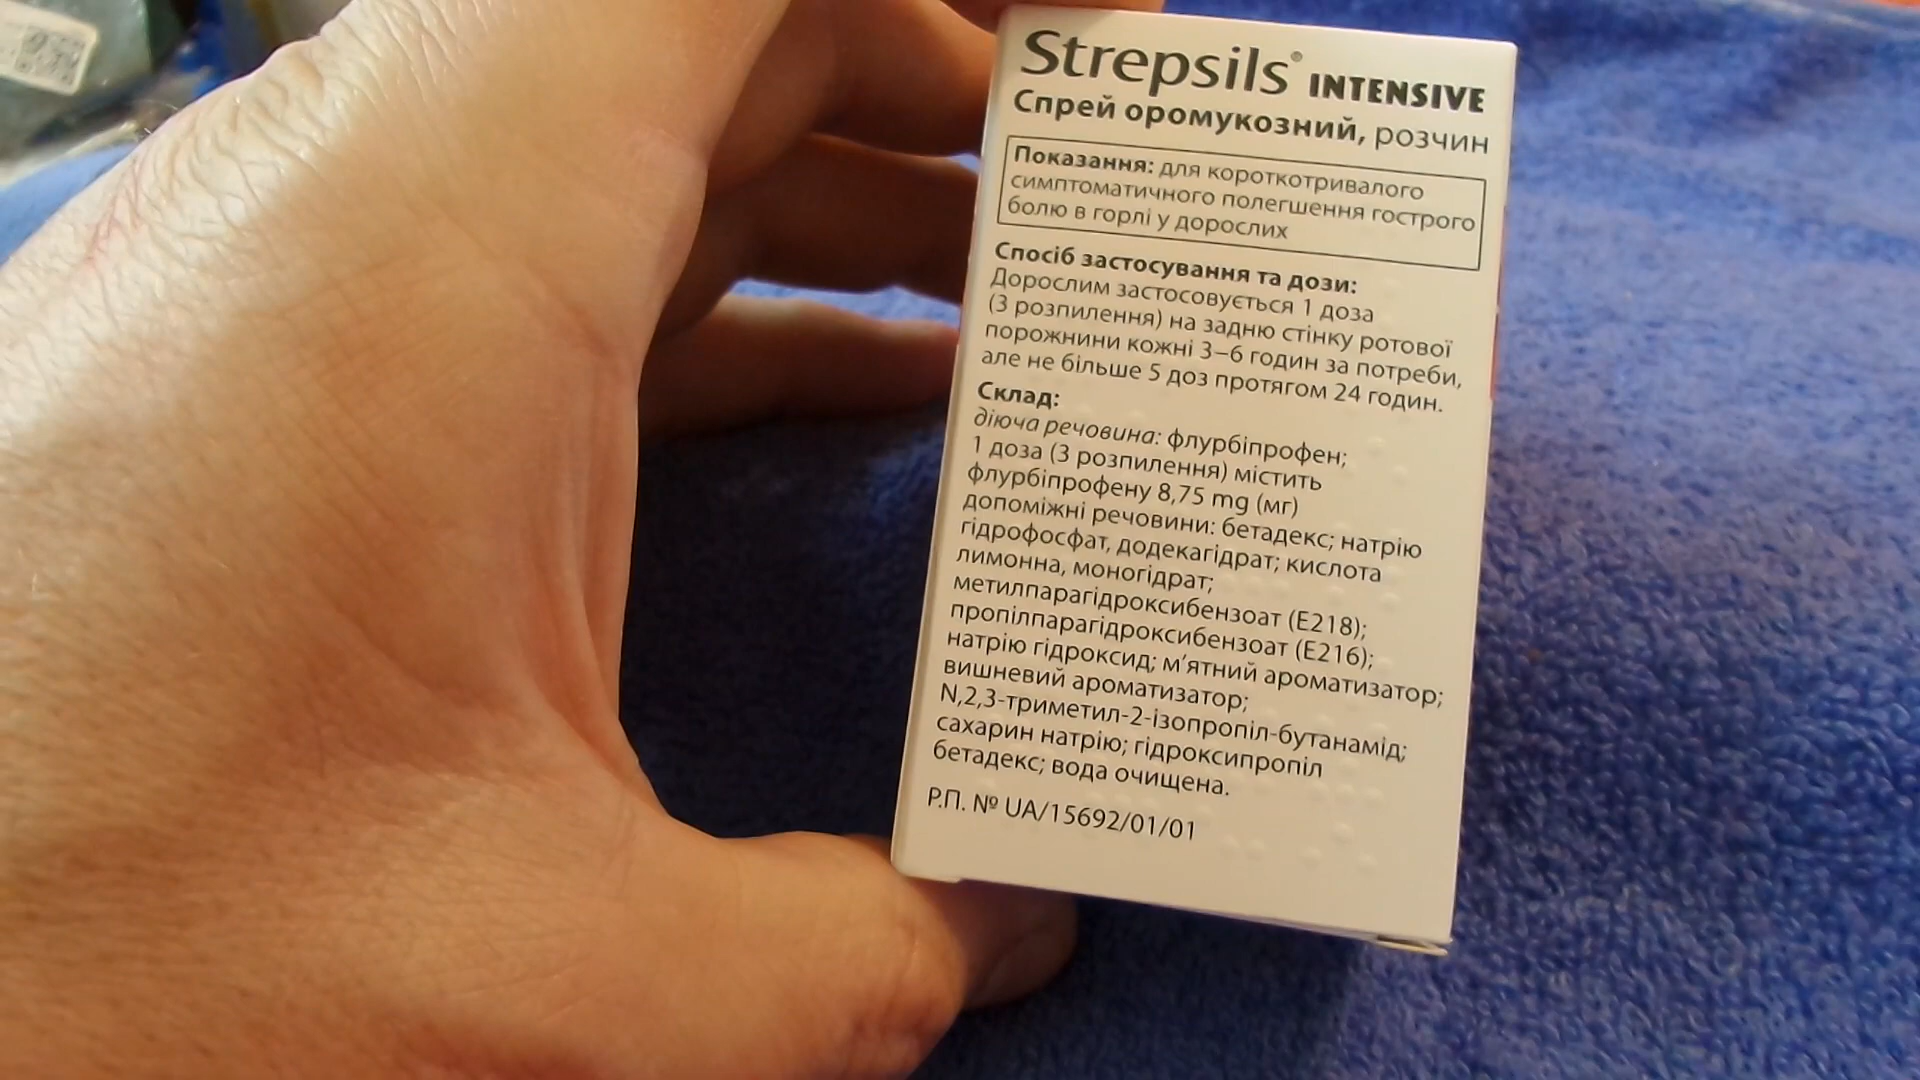 Strepsils® INTENSIVE
Спрей оромукозний, розчин
Показання: для короткотривалого
симптоматичного полегшення гострого
болю в горлі у дорослих
Спосіб застосування та дози:
Дорослим застосовується 1 доза
(3 розпилення) на задню стінку ротової
порожнини кожні 3–6 годин за потреби,
але не більше 5 доз протягом 24 годин.
Склад:
діюча речовина: флурбіпрофен;
1 доза (3 розпилення) містить
флурбіпрофену 8,75 mg (мг)
допоміжні речовини: бетадекс; натрію
гідрофосфат, додекагідрат; кислота
лимонна, моногідрат;
метилпарагідроксибензоат (Е218);
пропілпарагідроксибензоат (Е216);
натрію гідроксид; м’ятний ароматизатор;
вишневий ароматизатор;
N,2,3-триметил-2-ізопропіл-бутанамід;
сахарин натрію; гідроксипропіл
бетадекс; вода очищена.
Р.П. № UA/15692/01/01